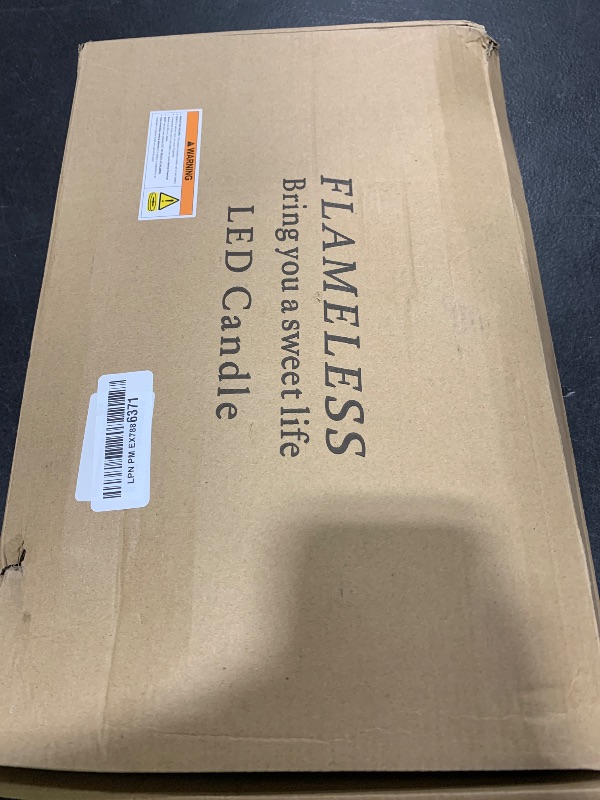 FLAMELESS
Bring you a sweet life
LED Candle
WARNING
LPN PM EX7886371